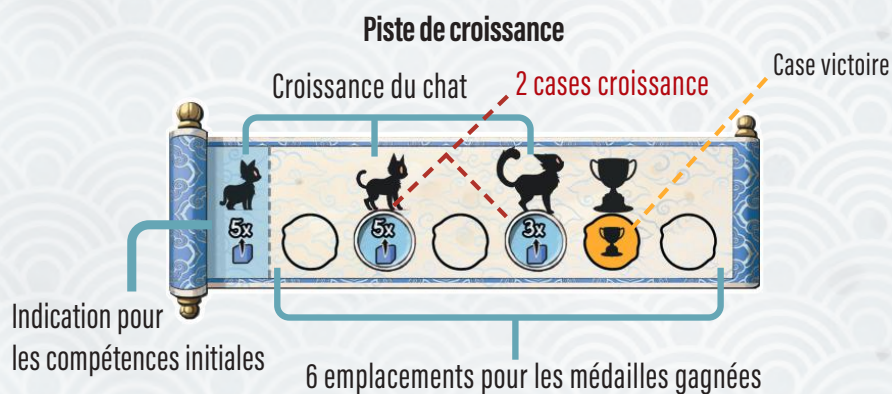 Piste de croissance
Case victoire
Croissance du chat
2 cases croissance
5x
5x
3x
Indication pour
les compétences initiales
6 emplacements pour les médailles gagnées